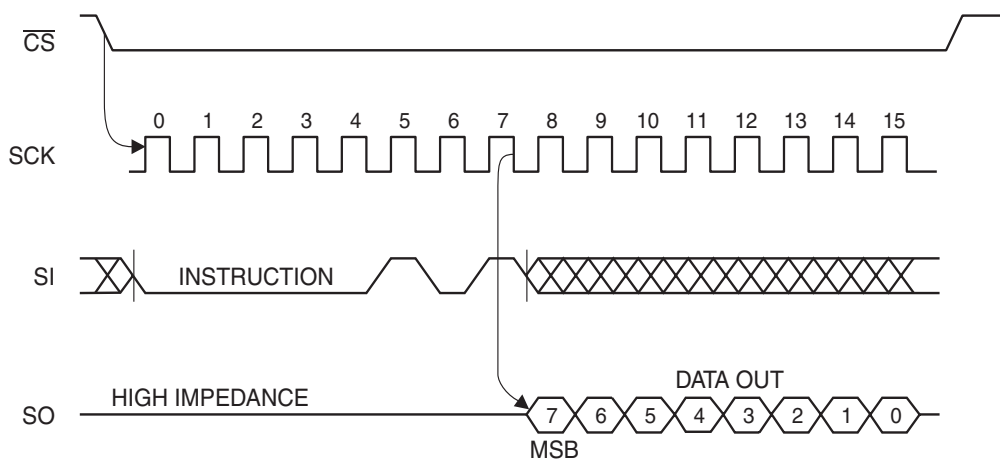 CS
0 1 2 3 4 5 6 7 8 9 10 11 12 13 14 15
SCK
SI INSTRUCTION
HIGH IMPEDANCE DATA OUT
SO 7 6 5 4 3 2 1 0
MSB